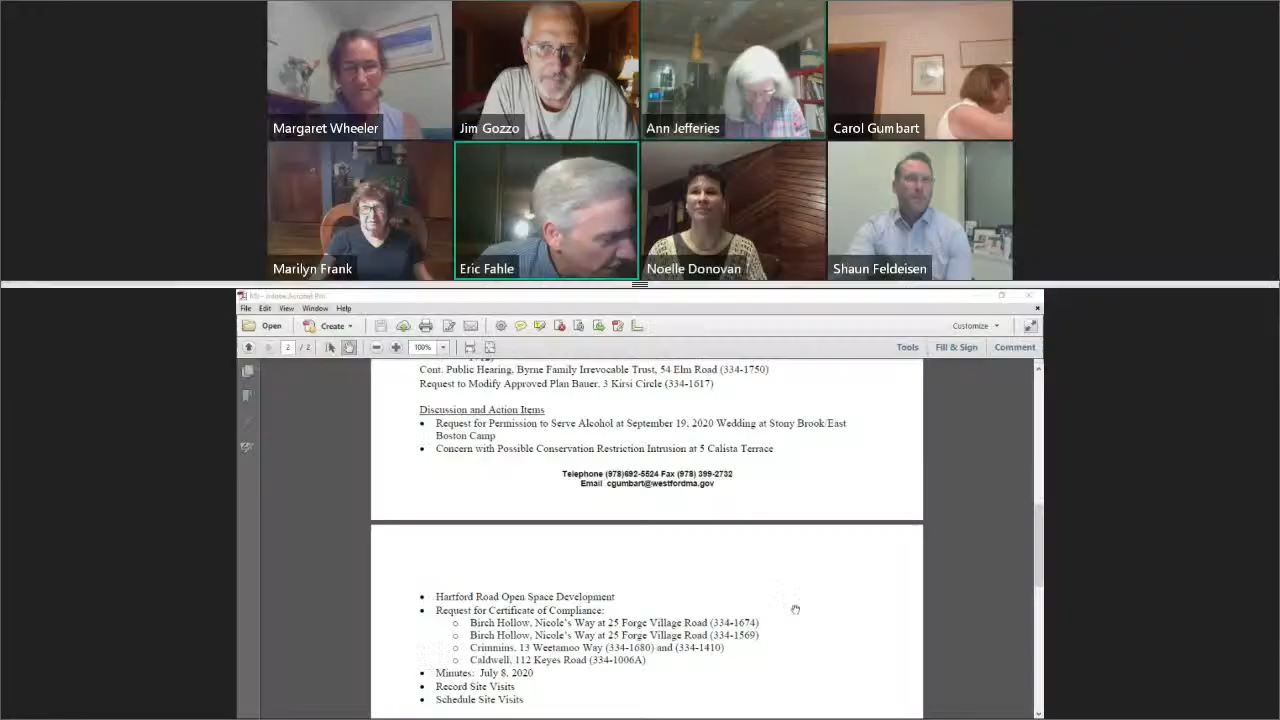 Margaret Wheeler
Jim Gozzo
Ann Jefferies
Carol Gumbart
Marilyn Frank
Eric Fahle
Noelle Donovan
Shaun Feldeisen
File Edit View Window Help
Open Create Customize
2 / 2 100% Tools Fill & Sign Comment
Cont. Public Hearing, Byrne Family Irrevocable Trust, 54 Elm Road (334-1750)
Request to Modify Approved Plan Bauer, 3 Kirsi Circle (334-1617)
Discussion and Action Items
• Request for Permission to Serve Alcohol at September 19, 2020 Wedding at Stony Brook/East
Boston Camp
• Concern with Possible Conservation Restriction Intrusion at 5 Calista Terrace
Telephone (978)692-5524 Fax (978) 399-2732
Email cgumbart@westfordma.gov
• Hartford Road Open Space Development
• Request for Certificate of Compliance:
o Birch Hollow, Nicole's Way at 25 Forge Village Road (334-1674)
o Birch Hollow, Nicole's Way at 25 Forge Village Road (334-1569)
o Crimmins, 13 Weetamoo Way (334-1680) and (334-1410)
o Caldwell, 112 Keyes Road (334-1006A)
• Minutes: July 8, 2020
• Record Site Visits
• Schedule Site Visits